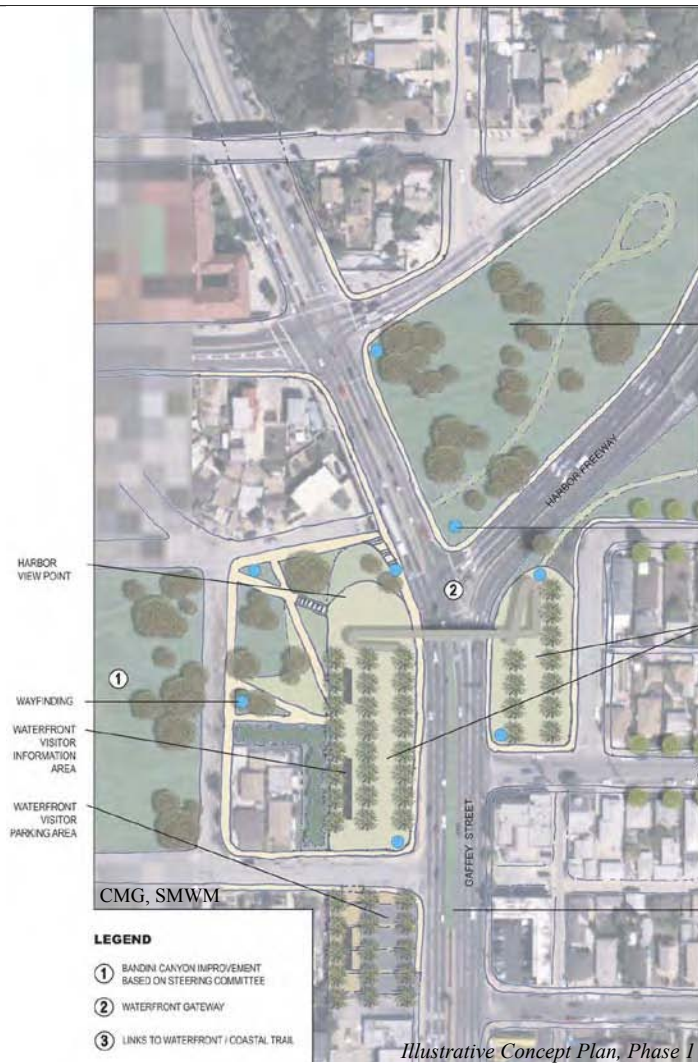 HARBOR FREEWAY
HARBOR
VIEW POINT
2
1
WAYFINDING
WATERFRONT
VISITOR
INFORMATION
AREA
WATERFRONT
VISITOR
PARKING AREA
GAFFEY STREET
CMG, SMWM
LEGEND
1 BANDINI CANYON IMPROVEMENT
BASED ON STEERING COMMITTEE
2 WATERFRONT GATEWAY
3 LINKS TO WATERFRONT / COASTAL TRAIL
Illustrative Concept Plan, Phase 1